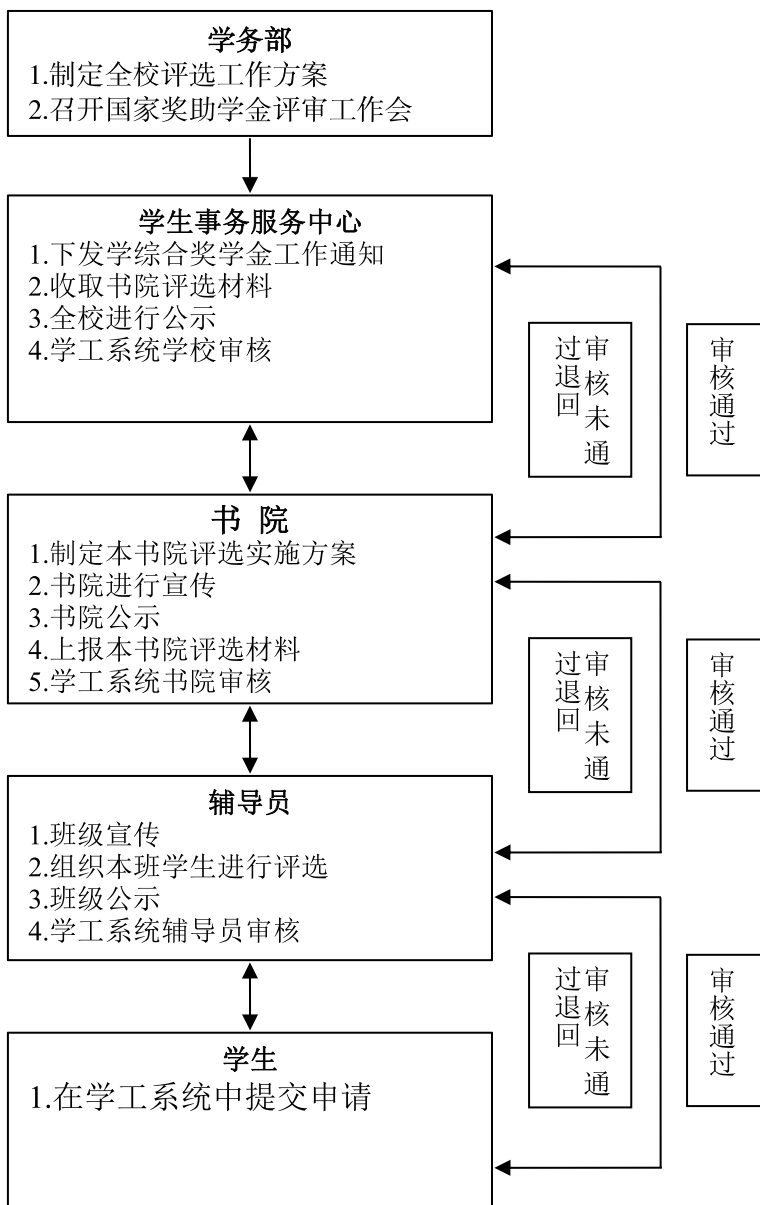 学务部
1.制定全校评选工作方案
2.召开国家奖助学金评审工作会
学生事务服务中心
1.下发学综合奖学金工作通知
2.收取书院评选材料
3.全校进行公示
4.学工系统学校审核
审核未通
过退回
审核通过
书 院
1.制定本书院评选实施方案
2.书院进行宣传
3.书院公示
4.上报本书院评选材料
5.学工系统书院审核
审核未通
过退回
审核通过
辅导员
1.班级宣传
2.组织本班学生进行评选
3.班级公示
4.学工系统辅导员审核
审核未通
过退回
审核通过
学生
1.在学工系统中提交申请